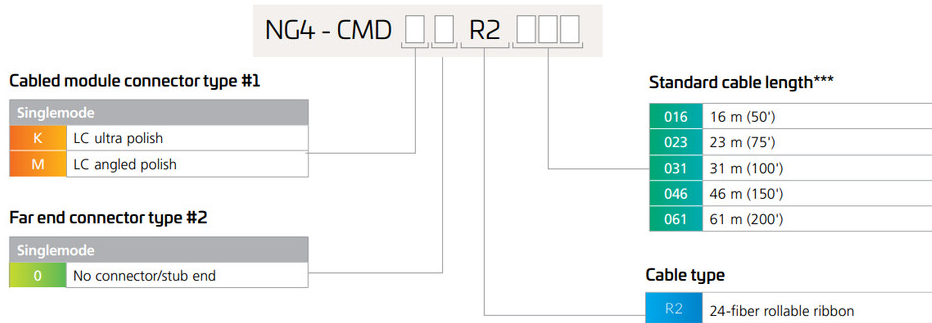 NG4 - CMD R2
Cabled module connector type #1
Singlemode
K LC ultra polish
M LC angled polish
Far end connector type #2
Singlemode
0 No connector/stub end
Standard cable length***
016 16 m (50')
023 23 m (75')
031 31 m (100')
046 46 m (150')
061 61 m (200')
Cable type
R2 24-fiber rollable ribbon